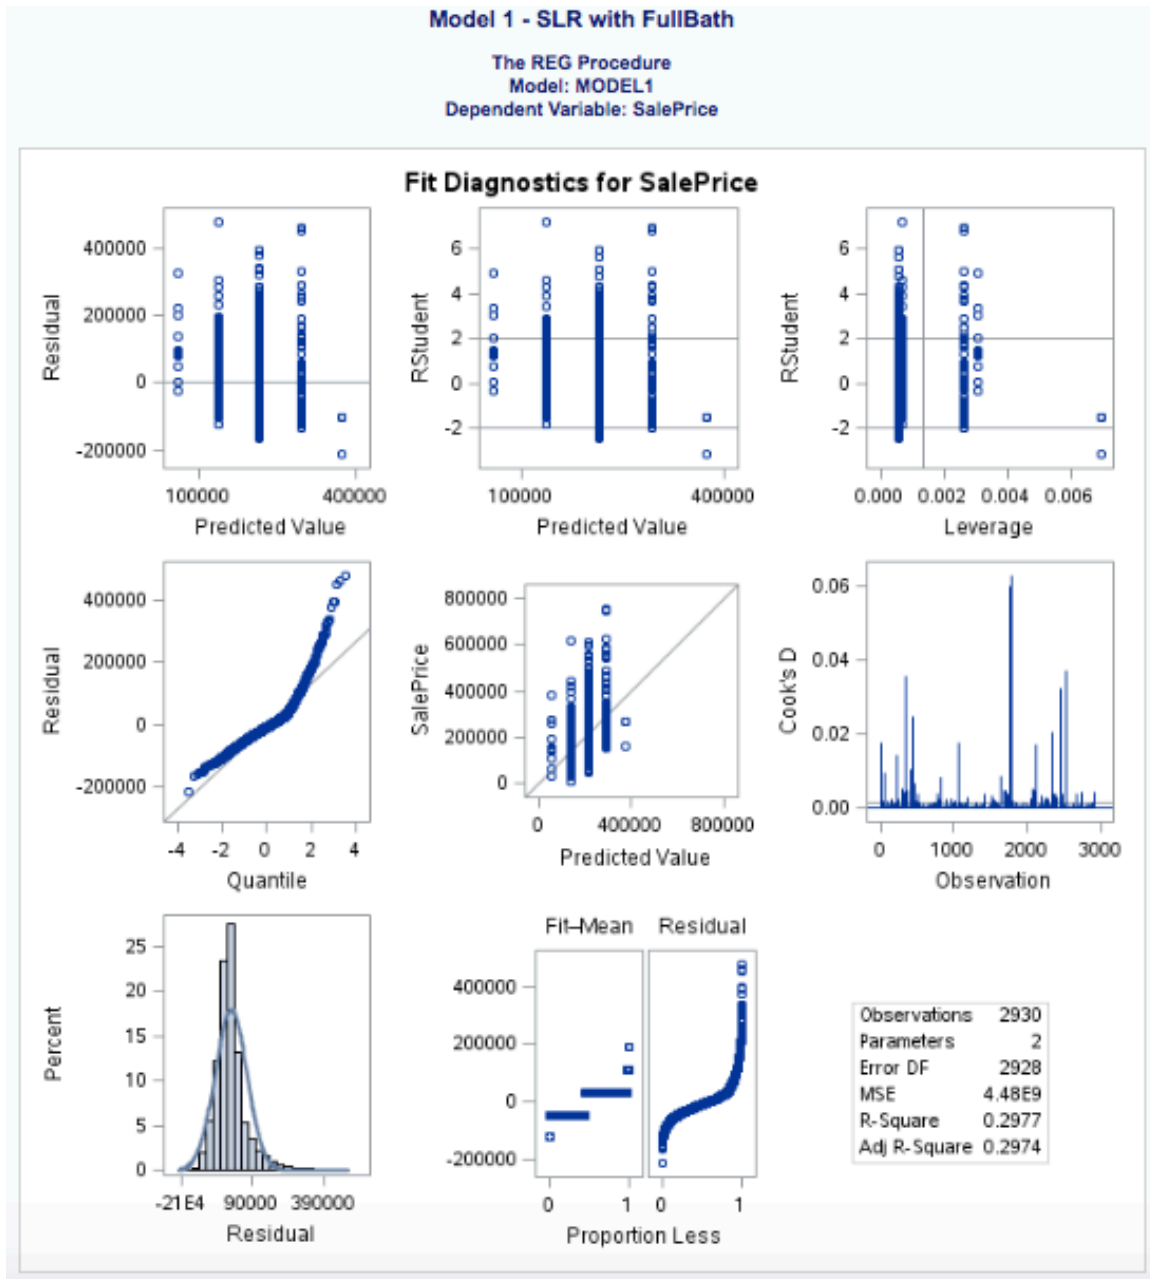 Model 1 - SLR with FullBath
The REG Procedure
Model: MODEL1
Dependent Variable: SalePrice
Fit Diagnostics for SalePrice
400000
200000
0
-200000
Residual
100000 400000
Predicted Value
6
4
2
0
-2
RStudent
100000 400000
Predicted Value
6
4
2
0
-2
RStudent
0.000 0.002 0.004 0.006
Leverage
400000
200000
0
-200000
Residual
-4 -2 0 2 4
Quantile
800000
600000
400000
200000
0
SalePrice
0 400000 800000
Predicted Value
0.06
0.04
0.02
0.00
Cook's D
0 1000 2000 3000
Observation
25
20
15
10
5
0
Percent
-21E4 90000 390000
Residual
Fit–Mean Residual
400000
200000
0
-200000
0 1 0 1
Proportion Less
Observations 2930
Parameters 2
Error DF 2928
MSE 4.48E9
R-Square 0.2977
Adj R-Square 0.2974